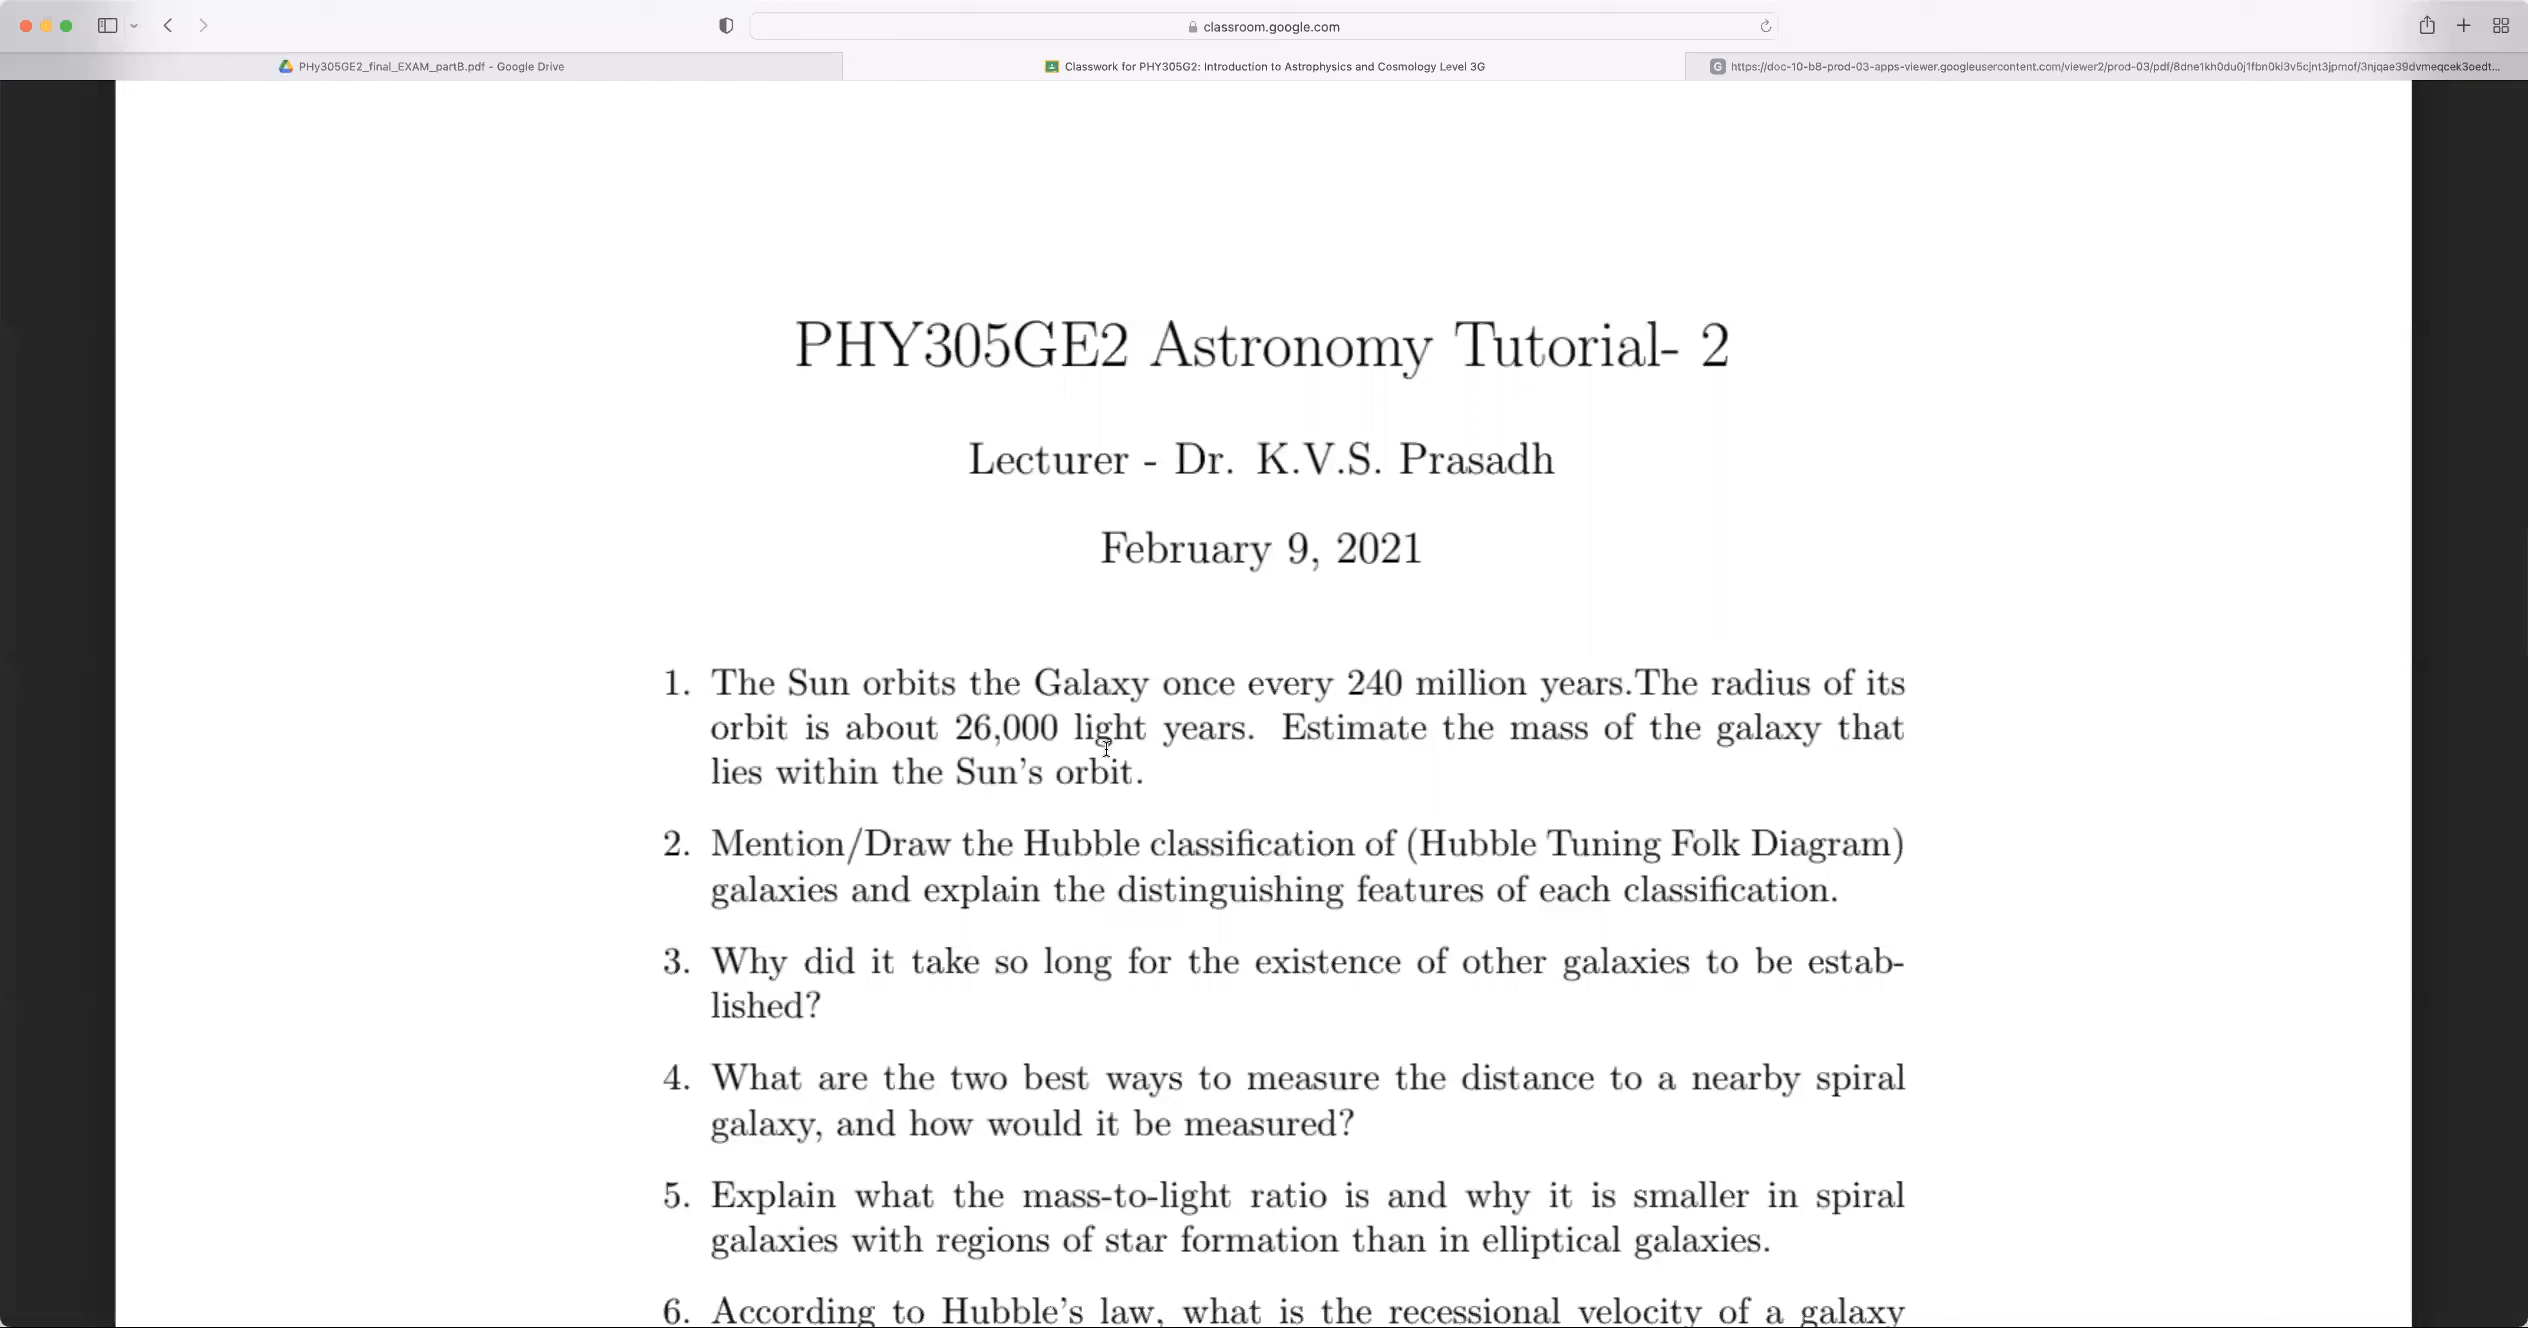 classroom.google.com
PHy305GE2_final_EXAM_partB.pdf - Google Drive
Classwork for PHY305G2: Introduction to Astrophysics and Cosmology Level 3G
PHY305GE2 Astronomy Tutorial- 2
Lecturer - Dr. K.V.S. Prasadh
February 9, 2021
1. The Sun orbits the Galaxy once every 240 million years.The radius of its
orbit is about 26,000 light years. Estimate the mass of the galaxy that
lies within the Sun's orbit.
2. Mention/Draw the Hubble classification of (Hubble Tuning Folk Diagram)
galaxies and explain the distinguishing features of each classification.
3. Why did it take so long for the existence of other galaxies to be estab-
lished?
4. What are the two best ways to measure the distance to a nearby spiral
galaxy, and how would it be measured?
5. Explain what the mass-to-light ratio is and why it is smaller in spiral
galaxies with regions of star formation than in elliptical galaxies.
6. According to Hubble's law, what is the recessional velocity of a galaxy